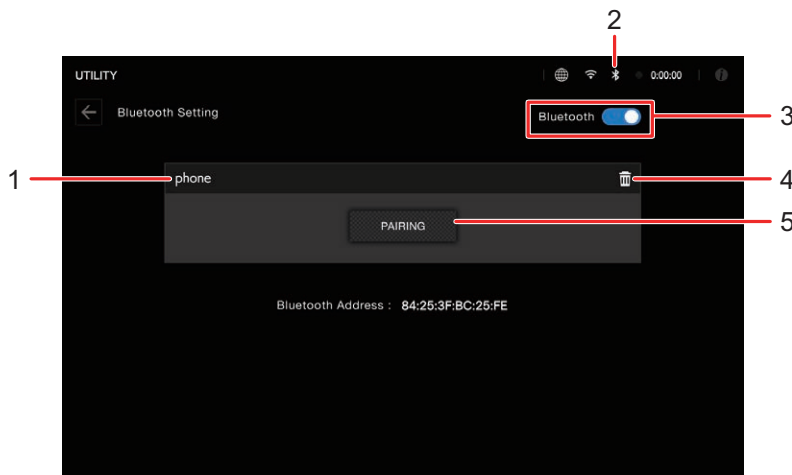 2
UTILITY 0:00:00
Bluetooth Setting Bluetooth 3
1 phone 4
PAIRING 5
Bluetooth Address : 84:25:3F:BC:25:FE